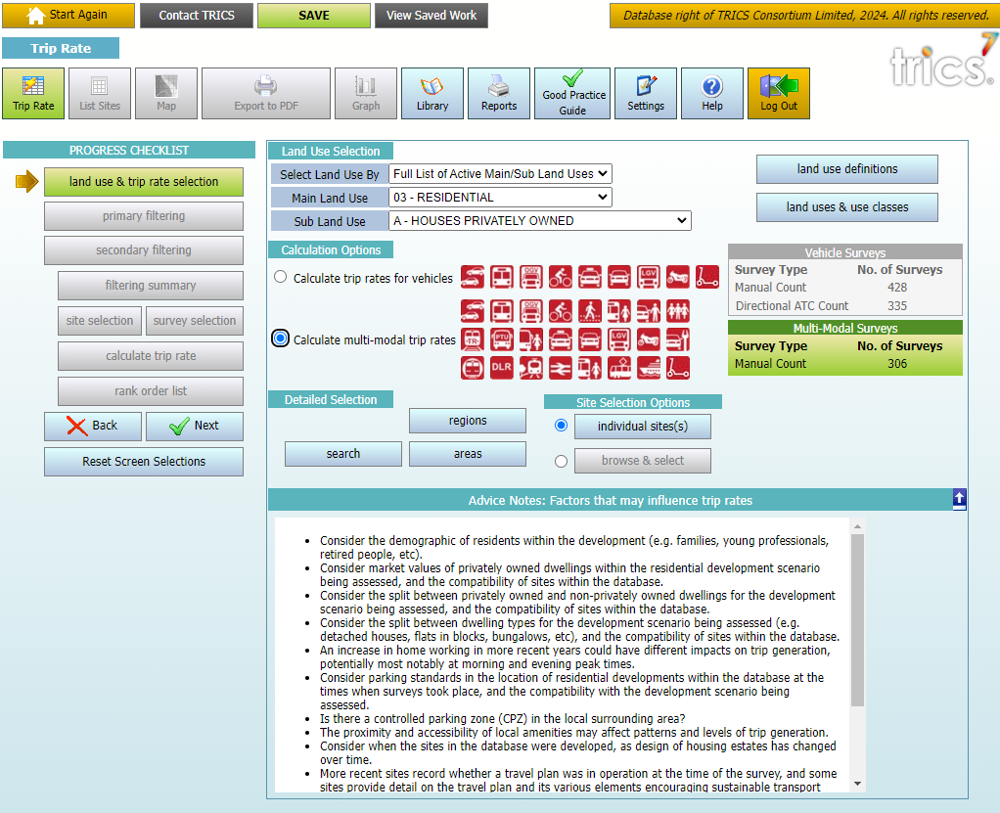 Start Again
Contact TRICS
SAVE
View Saved Work
Database right of TRICS Consortium Limited, 2024. All rights reserved.
Trip Rate
trics 7 ®
Trip Rate
List Sites
Map
Export to PDF
Graph
Library
Reports
Good Practice
Guide
Settings
Help
Log Out
PROGRESS CHECKLIST
land use & trip rate selection
primary filtering
secondary filtering
filtering summary
site selection
survey selection
calculate trip rate
rank order list
Back
Next
Reset Screen Selections
Land Use Selection
Select Land Use By
Full List of Active Main/Sub Land Uses
Main Land Use
03 - RESIDENTIAL
Sub Land Use
A - HOUSES PRIVATELY OWNED
land use definitions
land uses & use classes
Calculation Options
Calculate trip rates for vehicles
OGV
LGV
Calculate multi-modal trip rates
OGV
TR
PTU
LGV
DLR
Vehicle Surveys
Survey Type No. of Surveys
Manual Count 428
Directional ATC Count 335
Multi-Modal Surveys
Survey Type No. of Surveys
Manual Count 306
Detailed Selection
regions
search
areas
Site Selection Options
individual sites(s)
browse & select
Advice Notes: Factors that may influence trip rates
• Consider the demographic of residents within the development (e.g. families, young professionals,
retired people, etc).
• Consider market values of privately owned dwellings within the residential development scenario
being assessed, and the compatibility of sites within the database.
• Consider the split between privately owned and non-privately owned dwellings for the development
scenario being assessed, and the compatibility of sites within the database.
• Consider the split between dwelling types for the development scenario being assessed (e.g.
detached houses, flats in blocks, bungalows, etc), and the compatibility of sites within the database.
• An increase in home working in more recent years could have different impacts on trip generation,
potentially most notably at morning and evening peak times.
• Consider parking standards in the location of residential developments within the database at the
times when surveys took place, and the compatibility with the development scenario being
assessed.
• Is there a controlled parking zone (CPZ) in the local surrounding area?
• The proximity and accessibility of local amenities may affect patterns and levels of trip generation.
• Consider when the sites in the database were developed, as design of housing estates has changed
over time.
• More recent sites record whether a travel plan was in operation at the time of the survey, and some
sites provide detail on the travel plan and its various elements encouraging sustainable transport